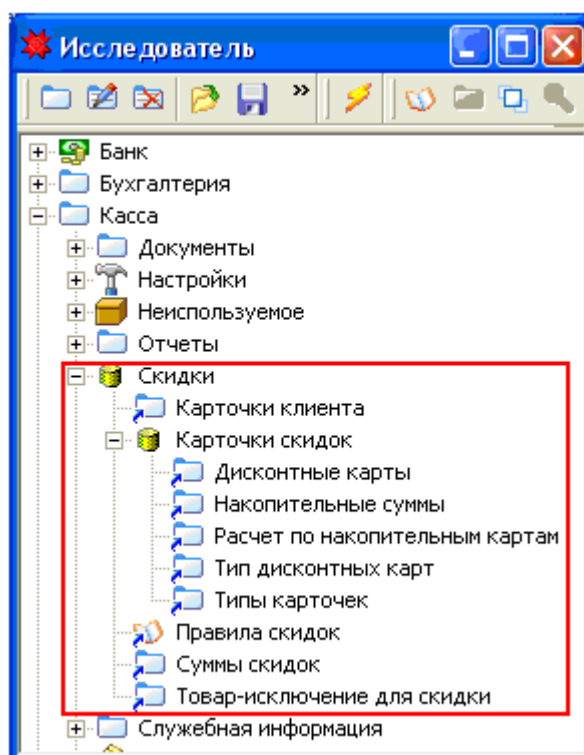 Исследователь
»
Банк
Бухгалтерия
Касса
Документы
Настройки
Неиспользуемое
Отчеты
Скидки
Карточки клиента
Карточки скидок
Дисконтные карты
Накопительные суммы
Расчет по накопительным картам
Тип дисконтных карт
Типы карточек
Правила скидок
Суммы скидок
Товар-исключение для скидки
Служебная информация